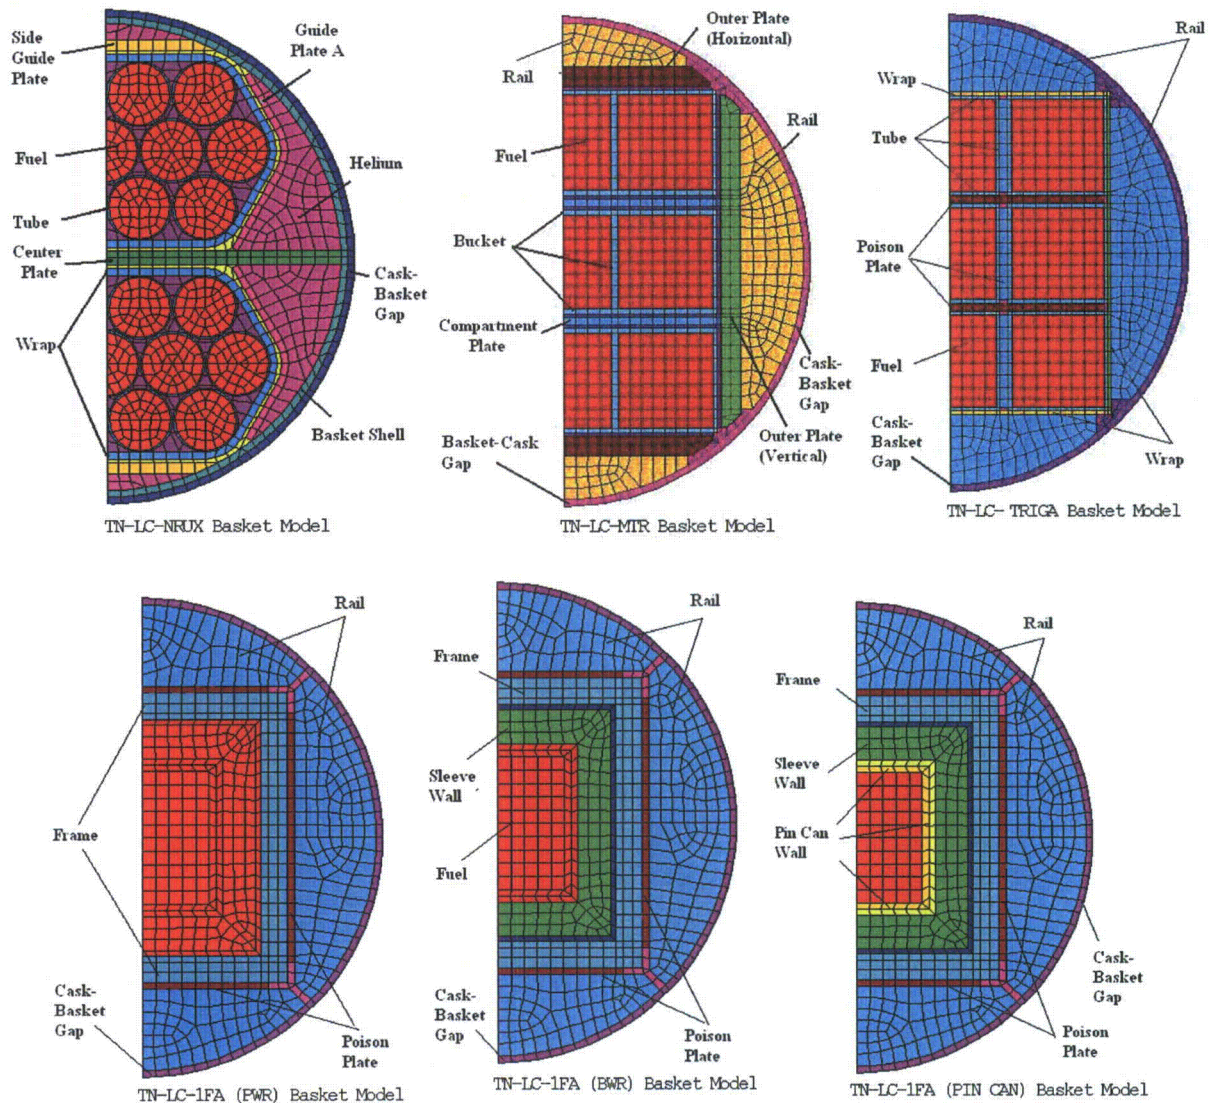 Side
Guide
Plate
Guide
Plate A
Fuel
Helium
Tube
Center
Plate
Cask-
Basket
Gap
Wrap
Basket Shell
TN-LC-NRUX Basket Model
Outer Plate
(Horizontal)
Rail
Rail
Fuel
Bucket
Compartment
Plate
Cask-
Basket
Gap
Basket-Cask
Gap
Outer Plate
(Vertical)
TN-LC-MTR Basket Model
Rail
Wrap
Tube
Poison
Plate
Fuel
Cask-
Basket
Gap
Wrap
TN-LC- TRIGA Basket Model
Rail
Frame
Cask-
Basket
Gap
Poison
Plate
TN-LC-1FA (PWR) Basket Model
Rail
Frame
Sleeve
Wall
Fuel
Cask-
Basket
Gap
Poison
Plate
TN-LC-1FA (BWR) Basket Model
Rail
Frame
Sleeve
Wall
Pin Can
Wall
Cask-
Basket
Gap
Poison
Plate
TN-LC-1FA (PIN CAN) Basket Model